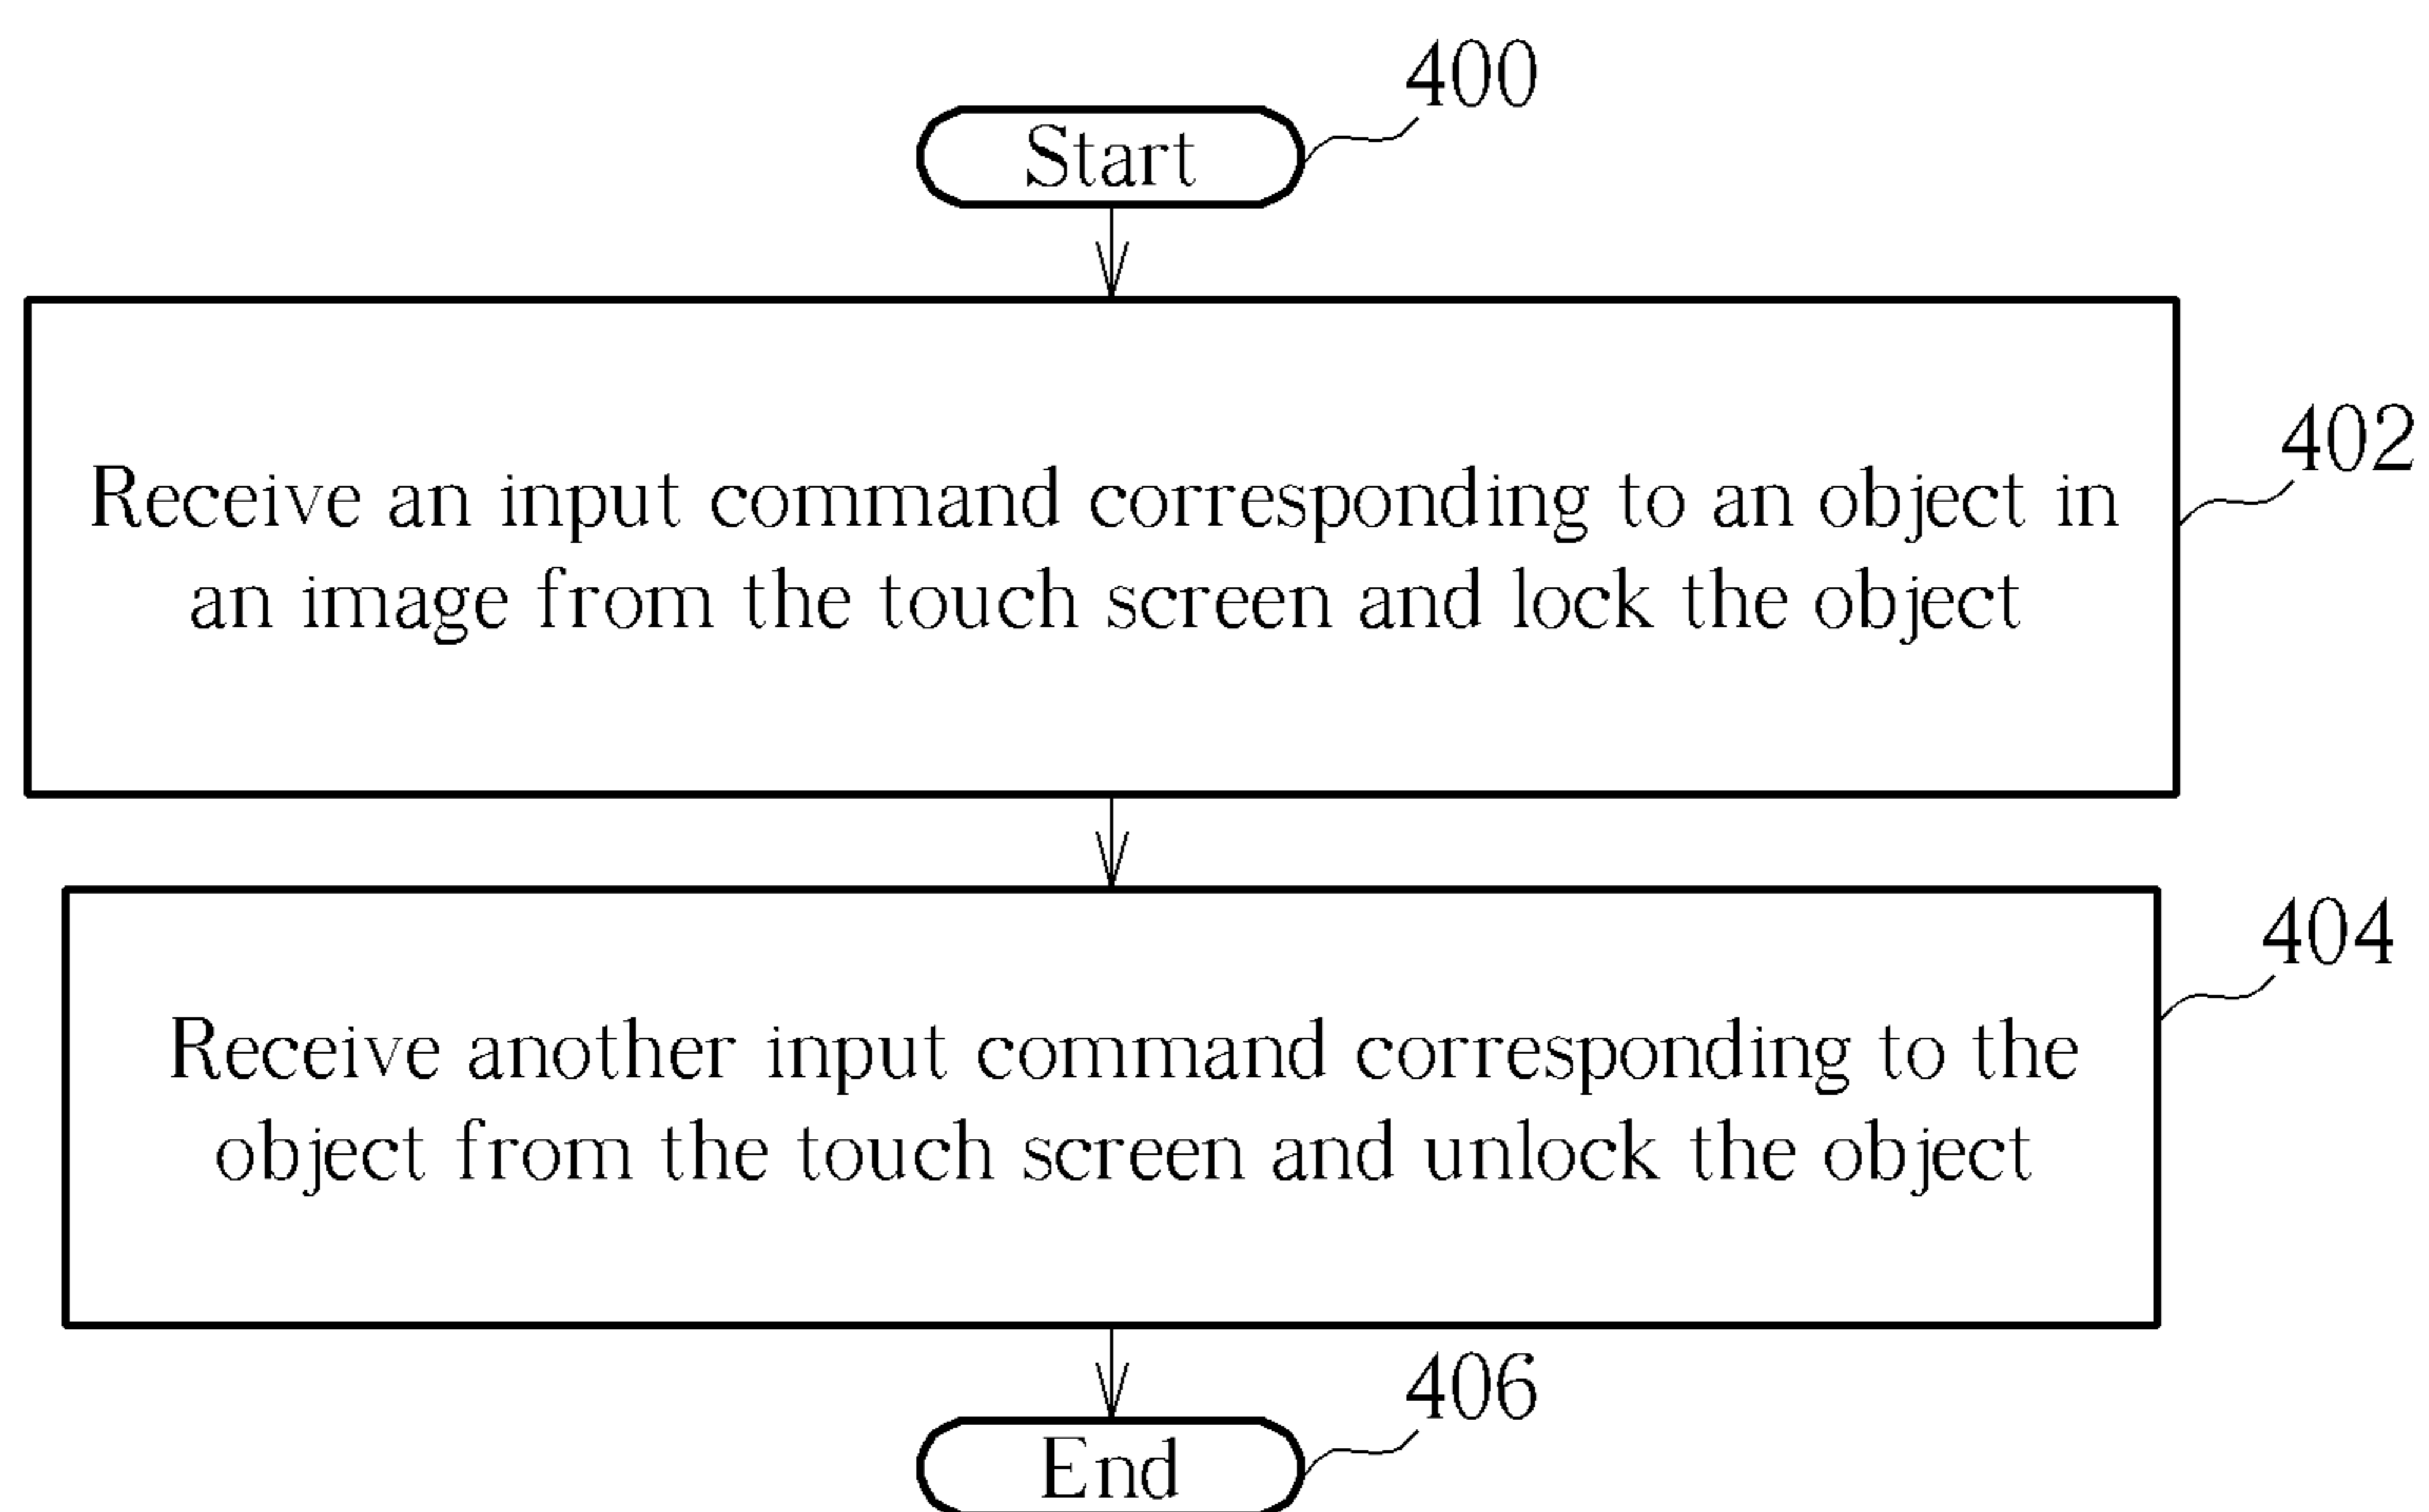 400
Start
402
Receive an input command corresponding to an object in
an image from the touch screen and lock the object
404
Receive another input command corresponding to the
object from the touch screen and unlock the object
406
End